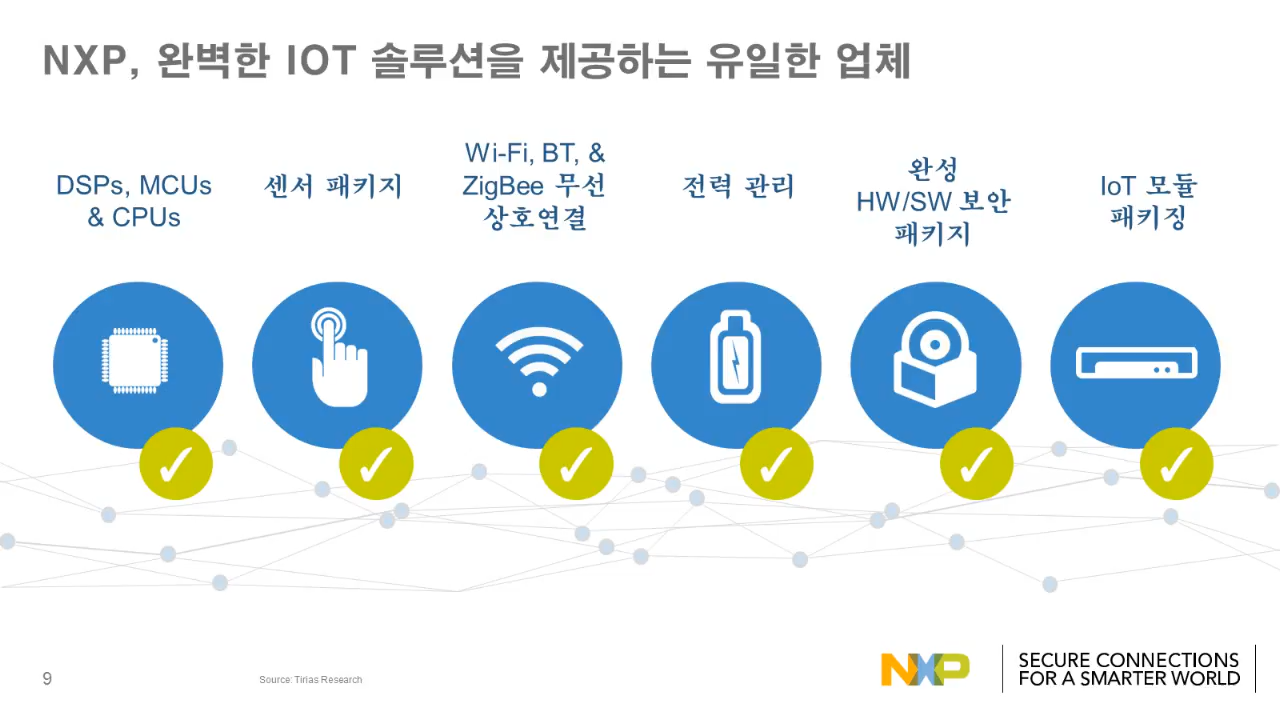 NXP, 완벽한 IOT 솔루션을 제공하는 유일한 업체
DSPs, MCUs
& CPUs
센서 패키지
Wi-Fi, BT, &
ZigBee 무선
상호연결
전력 관리
완성
HW/SW 보안
패키지
IoT 모듈
패키징
9
Source: Tirias Research
NXP
SECURE CONNECTIONS
FOR A SMARTER WORLD